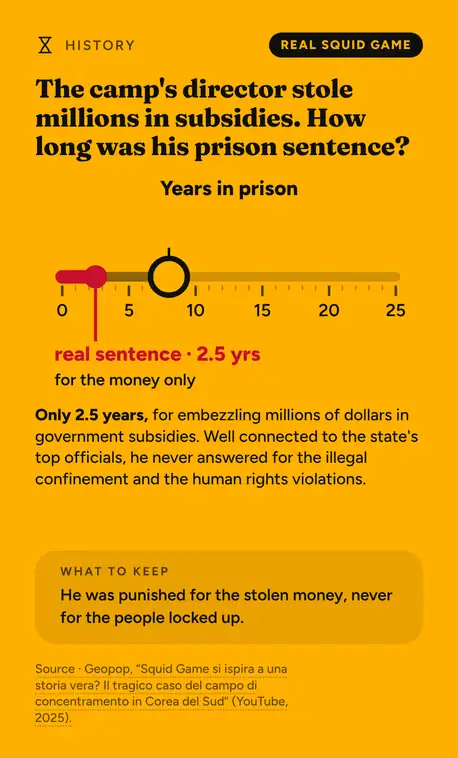 HISTORY
REAL SQUID GAME
The camp's director stole
millions in subsidies. How
long was his prison sentence?
Years in prison
0 5 10 15 20 25
real sentence · 2.5 yrs
for the money only
Only 2.5 years, for embezzling millions of dollars in
government subsidies. Well connected to the state's
top officials, he never answered for the illegal
confinement and the human rights violations.
WHAT TO KEEP
He was punished for the stolen money, never
for the people locked up.
Source · Geopop, "Squid Game si ispira a una
storia vera? Il tragico caso del campo di
concentramento in Corea del Sud" (YouTube,
2025).